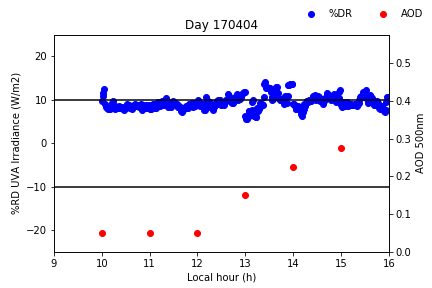 %DR AOD
Day 170404
20
10
0
−10
−20
%RD UVA Irradiance (W/m2)
0.5
0.4
0.3
0.2
0.1
0.0
AOD 500nm
9 10 11 12 13 14 15 16
Local hour (h)